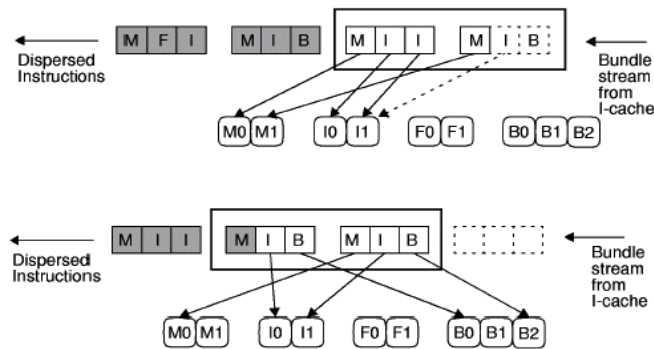 M F I M I B M I I M I B
Dispersed
Instructions
Bundle
stream
from
I-cache
M0 M1 I0 I1 F0 F1 B0 B1 B2
M I I M I B M I B
Dispersed
Instructions
Bundle
stream
from
I-cache
M0 M1 I0 I1 F0 F1 B0 B1 B2